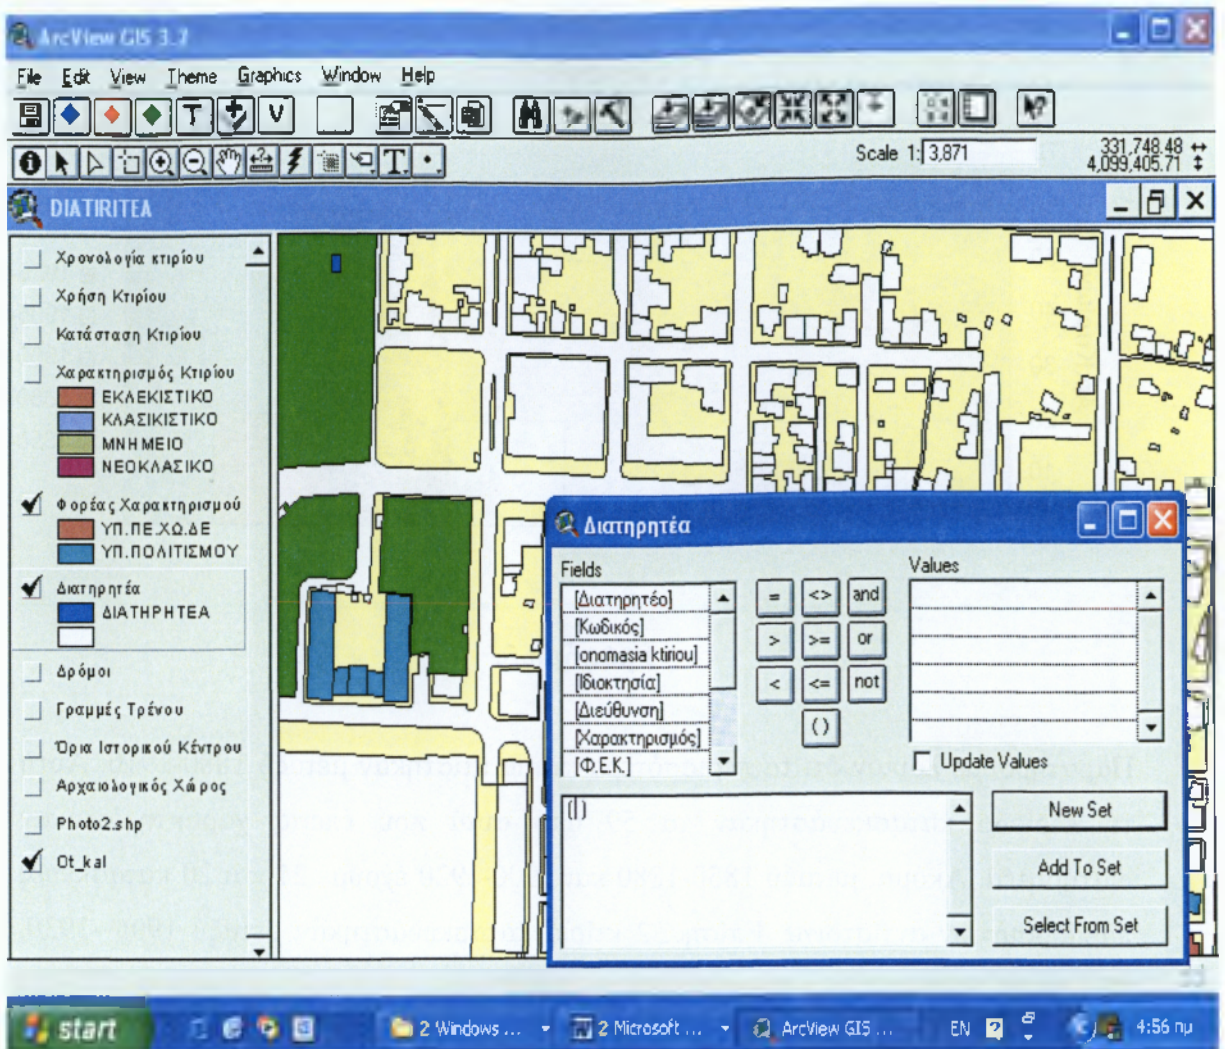 ArcView GIS 3.2
File Edit View Theme Graphics Window Help
Scale 1: 3,871
331,748.48
4,099,405.71
DIATIRITEA
Χρονολογία κτιρίου
Χρήση Κτιρίου
Κατάσταση Κτιρίου
Χαρακτηρισμός Κτιρίου
ΕΚΛΕΚΙΣΤΙΚΟ
ΚΛΑΣΙΚΙΣΤΙΚΟ
ΜΝΗΜΕΙΟ
ΝΕΟΚΛΑΣΙΚΟ
Φορέας Χαρακτηρισμού
ΥΠ.ΠΕ.ΧΩ.ΔΕ
ΥΠ.ΠΟΛΙΤΙΣΜΟΥ
Διατηρητέα
ΔΙΑΤΗΡΗΤΕΑ
Δρόμοι
Γραμμές Τρένου
Όρια Ιστορικού Κέντρου
Αρχαιολογικός Χώρος
Photo2.shp
Ot_kal
Διατηρητέα
Fields
Values
[Διατηρητέο]
[Κωδικός]
[onomasia ktiriou]
[Ιδιοκτησία]
[Διεύθυνση]
[Χαρακτηρισμός]
[Φ.Ε.Κ.]
= <> and
> >= or
< <= not
()
Update Values
()
New Set
Add To Set
Select From Set
start
2 Windows ...
2 Microsoft ...
ArcView GIS ...
EN
4:56 πμ